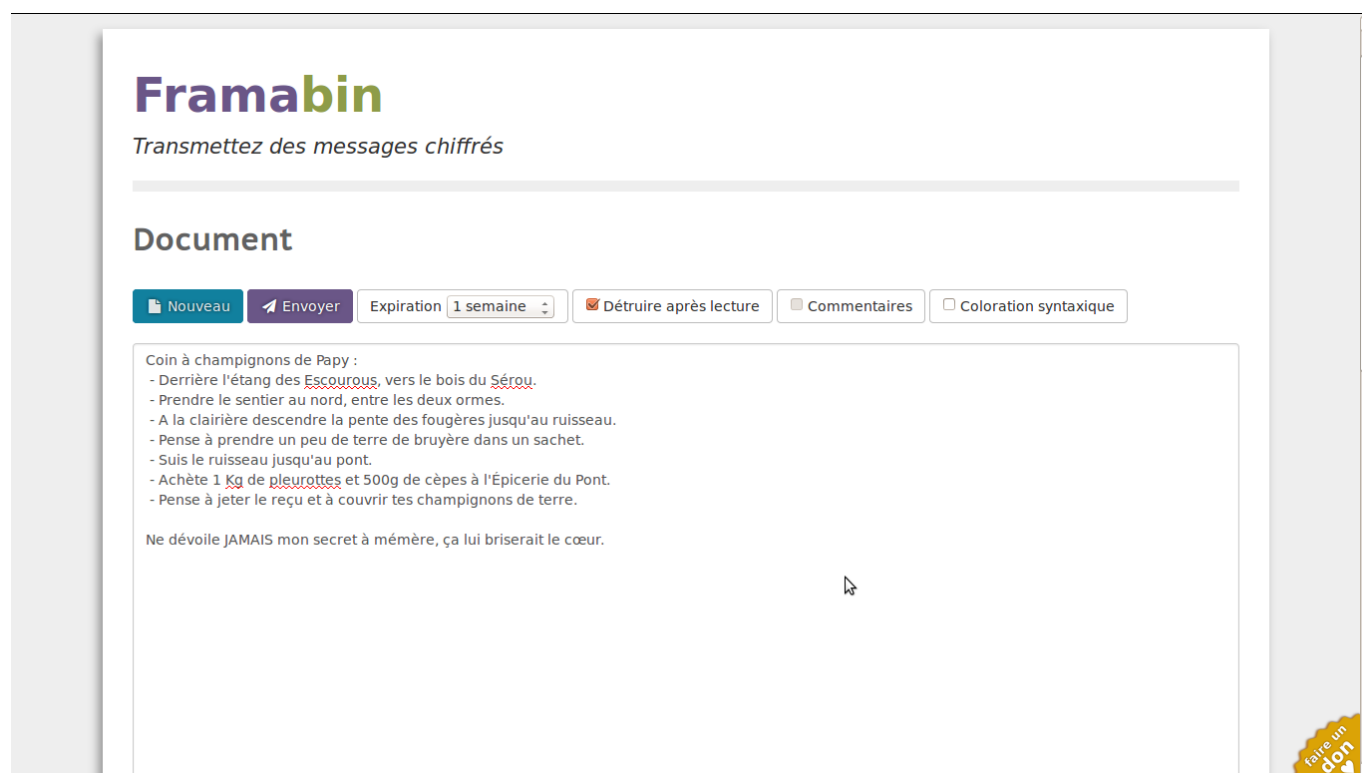 Framabin
Transmettez des messages chiffrés
Document
Nouveau Envoyer Expiration 1 semaine Détruire après lecture Commentaires Coloration syntaxique
Coin à champignons de Papy :
- Derrière l'étang des Escourous, vers le bois du Sérou.
- Prendre le sentier au nord, entre les deux ormes.
- A la clairière descendre la pente des fougères jusqu'au ruisseau.
- Pense à prendre un peu de terre de bruyère dans un sachet.
- Suis le ruisseau jusqu'au pont.
- Achète 1 Kg de pleurottes et 500g de cèpes à l'Épicerie du Pont.
- Pense à jeter le reçu et à couvrir tes champignons de terre.
Ne dévoile JAMAIS mon secret à mémère, ça lui briserait le cœur.
faire un
don